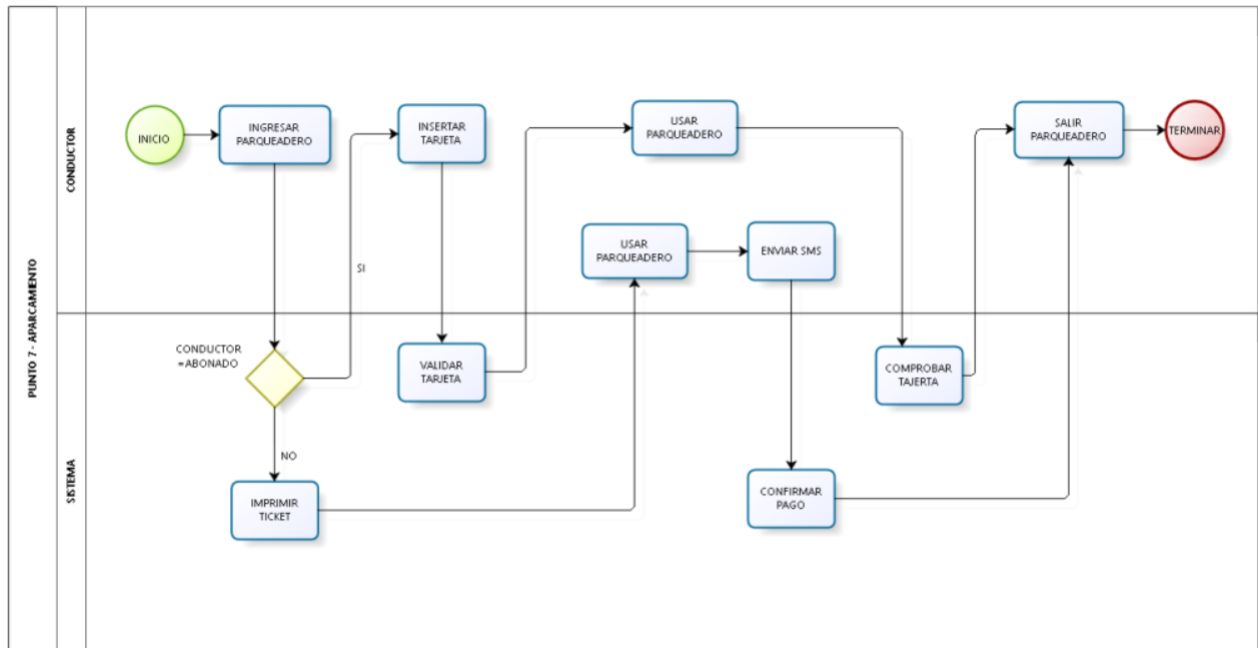 PUNTO 7 - APARCAMIENTO
CONDUCTOR
INICIO
INGRESAR
PARQUEADERO
INSERTAR
TARJETA
USAR
PARQUEADERO
SALIR
PARQUEADERO
TERMINAR
USAR
PARQUEADERO
ENVIAR SMS
SI
SISTEMA
CONDUCTOR
=ABONADO
VALIDAR
TARJETA
COMPROBAR
TAJERTA
NO
IMPRIMIR
TICKET
CONFIRMAR
PAGO